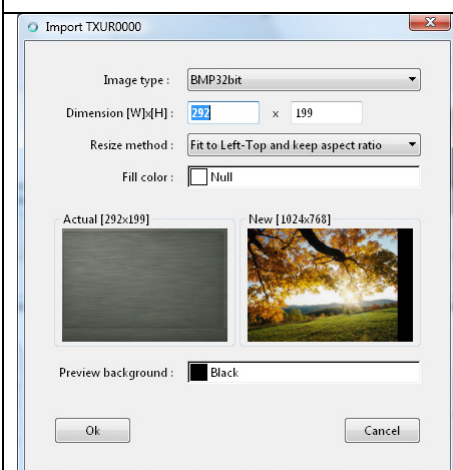 Import TXUR0000
Image type : BMP32bit
Dimension [W]x[H] : 292 x 199
Resize method : Fit to Left-Top and keep aspect ratio
Fill color : Null
Actual [292x199] New [1024x768]
Preview background : Black
Ok Cancel